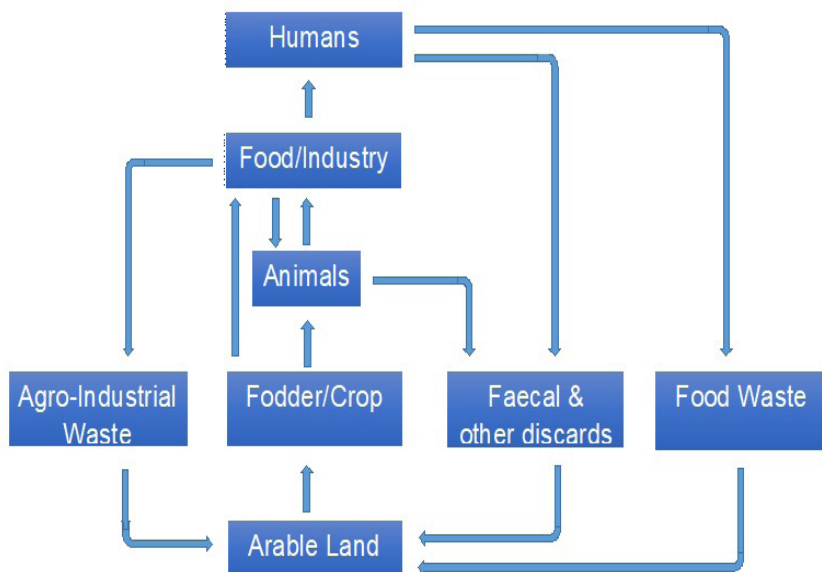 Humans
Food/Industry
Animals
Agro-Industrial
Waste
Fodder/Crop
Faecal &
other discards
Food Waste
Arable Land